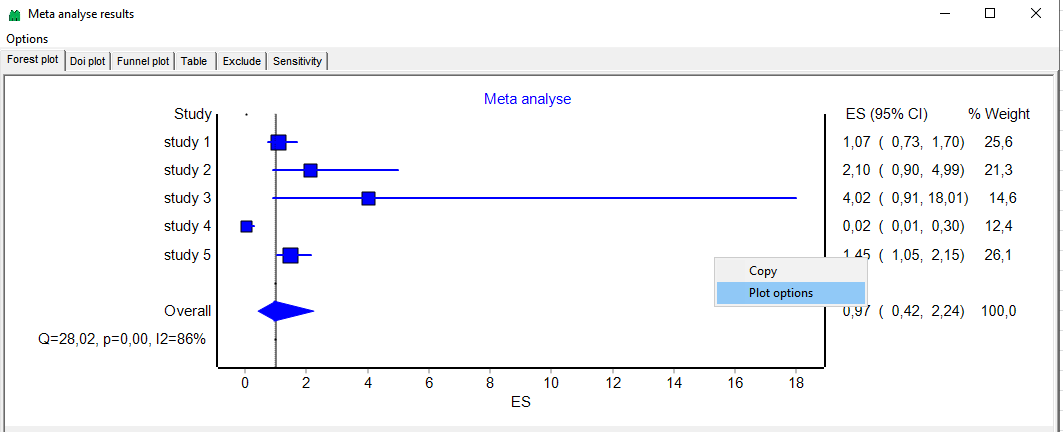 Meta analyse results
Options
Forest plot Doi plot Funnel plot Table Exclude Sensitivity
Meta analyse
Study ES (95% CI) % Weight
study 1 1,07 ( 0,73, 1,70) 25,6
study 2 2,10 ( 0,90, 4,99) 21,3
study 3 4,02 ( 0,91, 18,01) 14,6
study 4 0,02 ( 0,01, 0,30) 12,4
study 5 1,45 ( 1,05, 2,15) 26,1
Copy
Plot options
Overall 0,97 ( 0,42, 2,24) 100,0
Q=28,02, p=0,00, I2=86%
0 2 4 6 8 10 12 14 16 18
ES